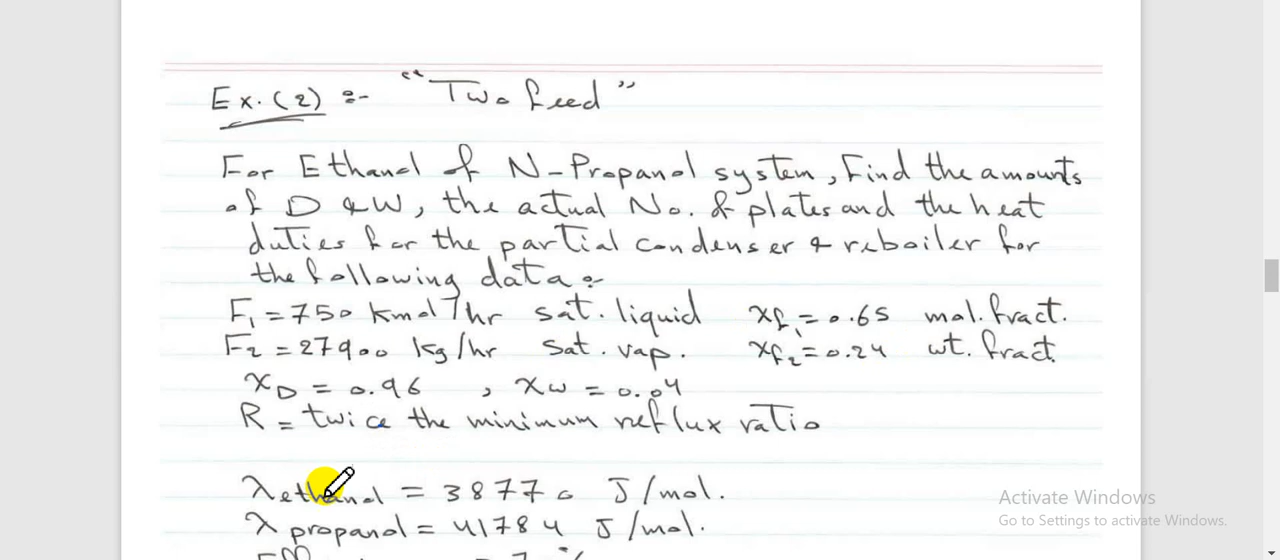 Ex. (2) :- "Two feed"
For Ethanol & N-Propanol system, Find the amounts
of D & W, the actual No. of plates and the heat
duties for the partial condenser & reboiler for
the following data :-
F₁ = 750 Kmol/hr sat. liquid xf₁ = 0.65 mol. fract.
F₂ = 27900 Kg/hr sat. vap. xf₂ = 0.24 wt. fract.
xD = 0.96 , xw = 0.04
R = twice the minimum reflux ratio
λ ethanol = 38770 J/mol.
λ propanol = 41784 J/mol.
Activate Windows
Go to Settings to activate Windows.